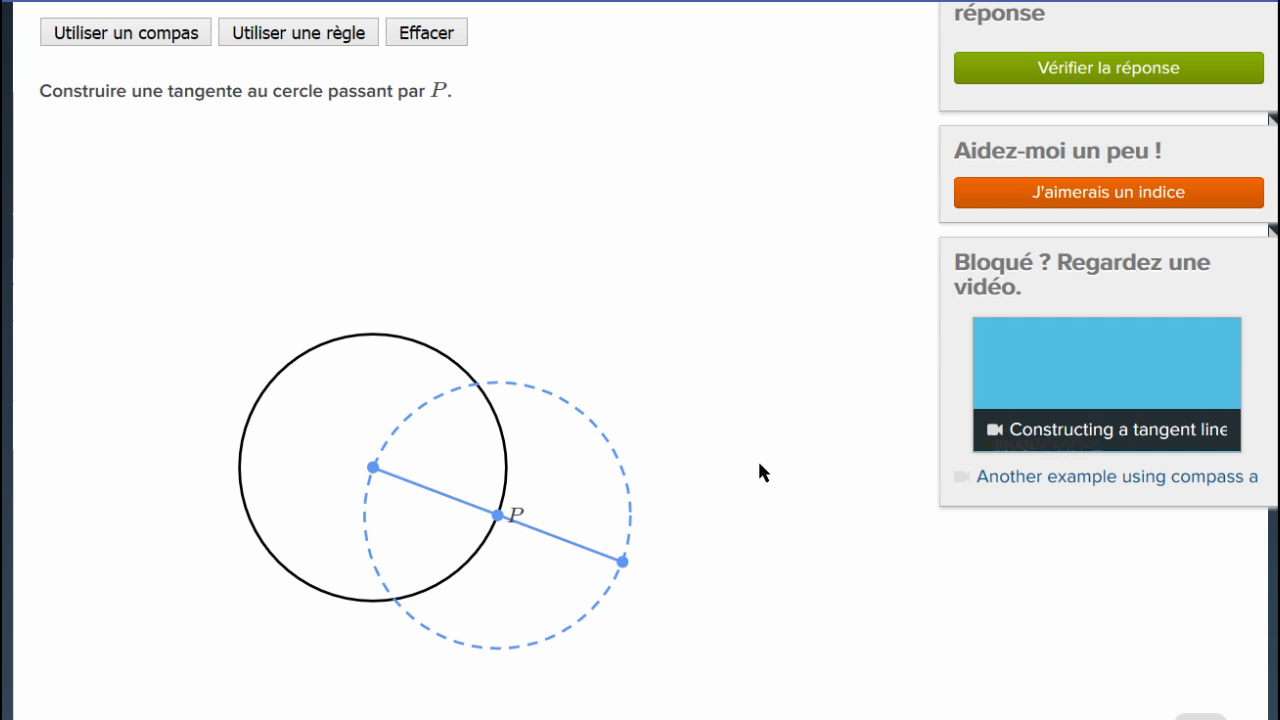 Utiliser un compas Utiliser une règle Effacer
Construire une tangente au cercle passant par P.
P
réponse
Vérifier la réponse
Aidez-moi un peu !
J'aimerais un indice
Bloqué ? Regardez une
vidéo.
Constructing a tangent line
Another example using compass a